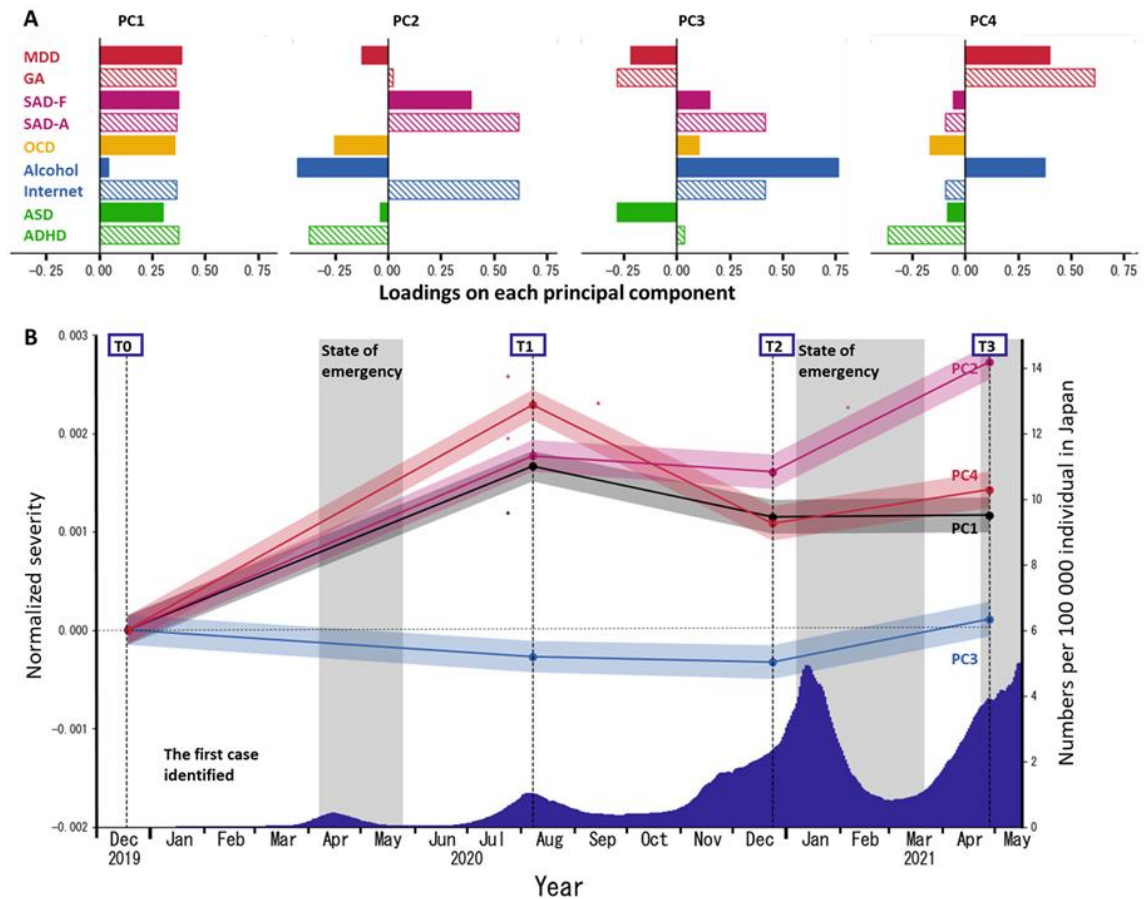 A
PC1
PC2
PC3
PC4
MDD
GA
SAD-F
SAD-A
OCD
Alcohol
Internet
ASD
ADHD
-0.25 0.00 0.25 0.50 0.75
-0.25 0.00 0.25 0.50 0.75
-0.25 0.00 0.25 0.50 0.75
-0.25 0.00 0.25 0.50 0.75
Loadings on each principal component
B
0.003
0.002
0.001
0.000
-0.001
-0.002
Normalized severity
T0
State of
emergency
T1
T2
State of
emergency
T3
PC2
PC4
PC1
PC3
The first case
identified
14
12
10
8
6
4
2
0
Numbers per 100 000 individual in Japan
Dec Jan Feb Mar Apr May Jun Jul Aug Sep Oct Nov Dec Jan Feb Mar Apr May
2019 2020 2021
Year